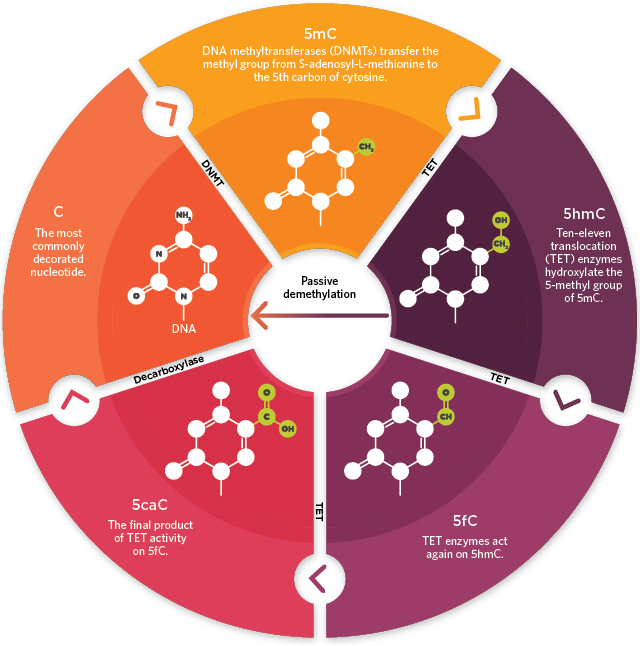 5mC
DNA methyltransferases (DNMTs) transfer the
methyl group from S-adenosyl-L-methionine to
the 5th carbon of cytosine.
CH₃
DNMT
TET
C
The most
commonly
decorated
nucleotide.
NH₂
N
O
N
DNA
OH
CH₂
5hmC
Ten-eleven
translocation
(TET) enzymes
hydroxylate the
5-methyl group
of 5mC.
Passive
demethylation
Decarboxylase
TET
O
C
OH
5caC
The final product
of TET activity
on 5fC.
TET
O
CH
5fC
TET enzymes act
again on 5hmC.